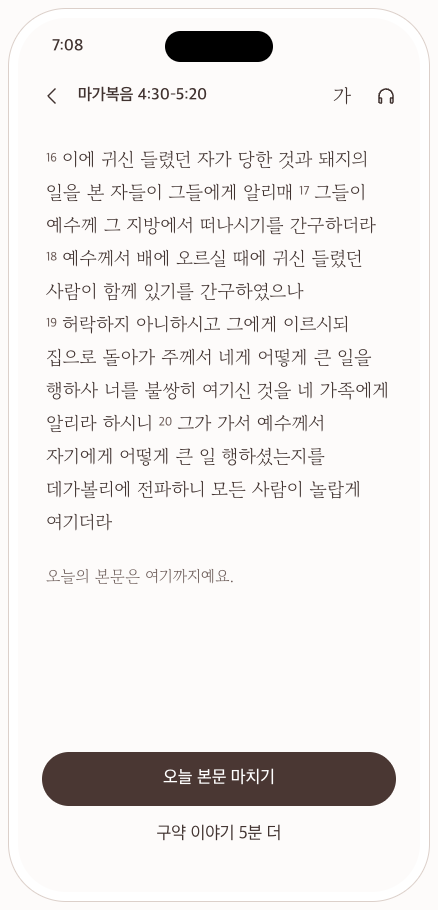 7:08
마가복음 4:30-5:20
가
16 이에 귀신 들렸던 자가 당한 것과 돼지의
일을 본 자들이 그들에게 알리매 17 그들이
예수께 그 지방에서 떠나시기를 간구하더라
18 예수께서 배에 오르실 때에 귀신 들렸던
사람이 함께 있기를 간구하였으나
19 허락하지 아니하시고 그에게 이르시되
집으로 돌아가 주께서 네게 어떻게 큰 일을
행하사 너를 불쌍히 여기신 것을 네 가족에게
알리라 하시니 20 그가 가서 예수께서
자기에게 어떻게 큰 일 행하셨는지를
데가볼리에 전파하니 모든 사람이 놀랍게
여기더라
오늘의 본문은 여기까지예요.
오늘 본문 마치기
구약 이야기 5분 더